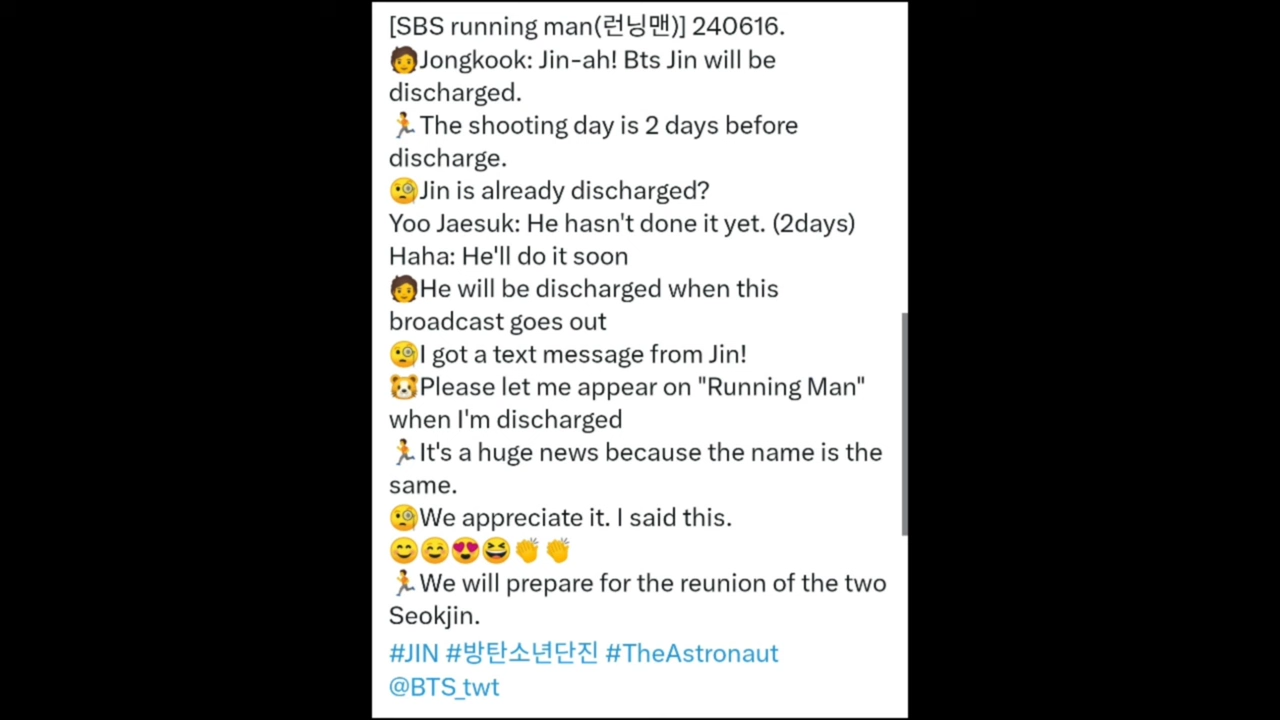 [SBS running man(런닝맨)] 240616.
🧑Jongkook: Jin-ah! Bts Jin will be
discharged.
🏃The shooting day is 2 days before
discharge.
🧐Jin is already discharged?
Yoo Jaesuk: He hasn't done it yet. (2days)
Haha: He'll do it soon
🧑He will be discharged when this
broadcast goes out
🧐I got a text message from Jin!
🐹Please let me appear on "Running Man"
when I'm discharged
🏃It's a huge news because the name is the
same.
🧐We appreciate it. I said this.
😊😊😍😆👏👏
🏃We will prepare for the reunion of the two
Seokjin.
#JIN #방탄소년단진 #TheAstronaut
@BTS_twt